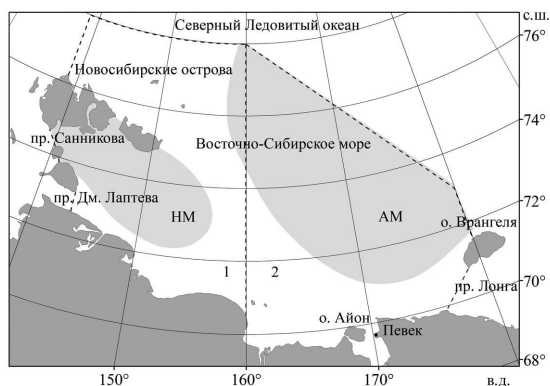 Северный Ледовитый океан
с.ш.
76°
Новосибирские острова
74°
пр. Санникова
Восточно-Сибирское море
72°
пр. Дм. Лаптева
НМ
АМ
о. Врангеля
1
2
70°
пр. Лонга
о. Айон
Певек
68°
150°
160°
170°
в.д.